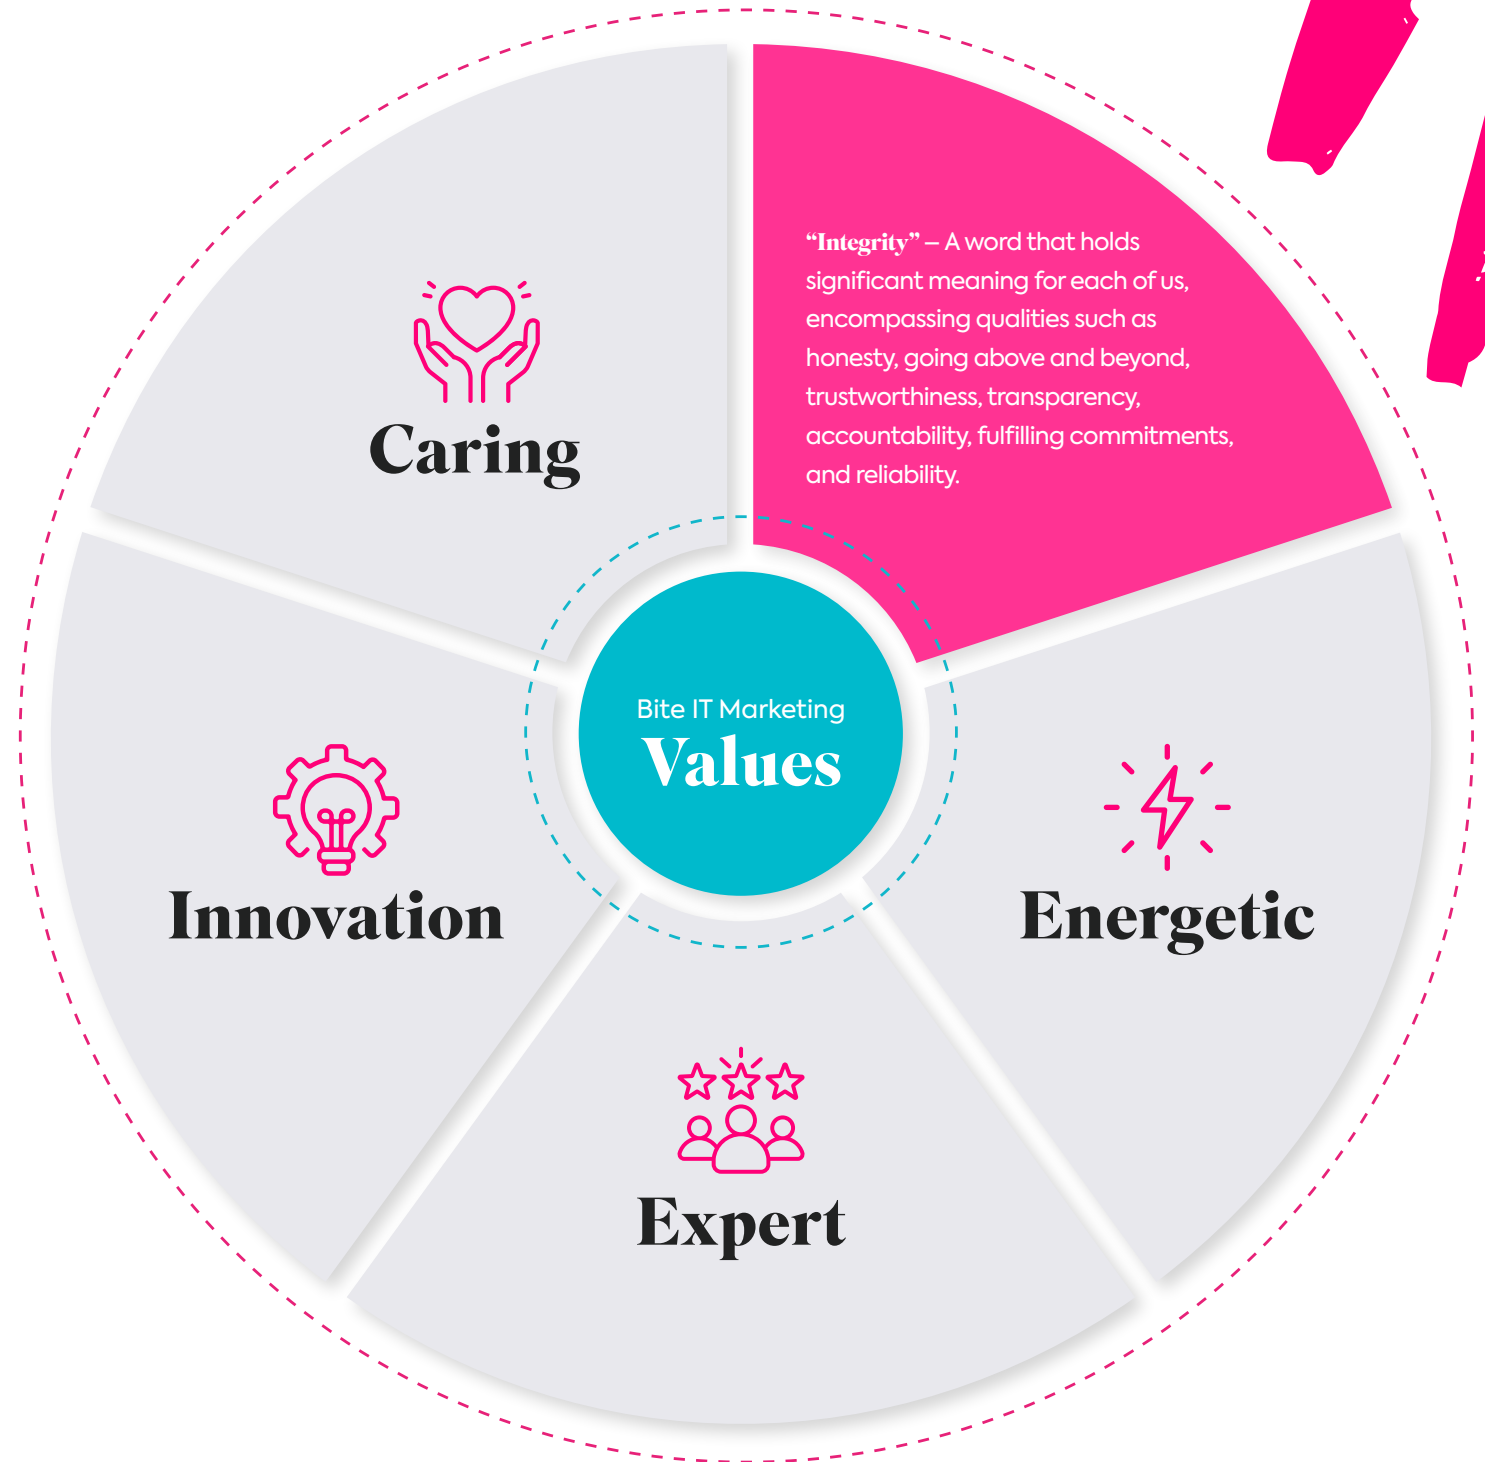 “Integrity” – A word that holds
significant meaning for each of us,
encompassing qualities such as
honesty, going above and beyond,
trustworthiness, transparency,
accountability, fulfilling commitments,
and reliability.
Caring
Bite IT Marketing
Values
Innovation
Energetic
Expert